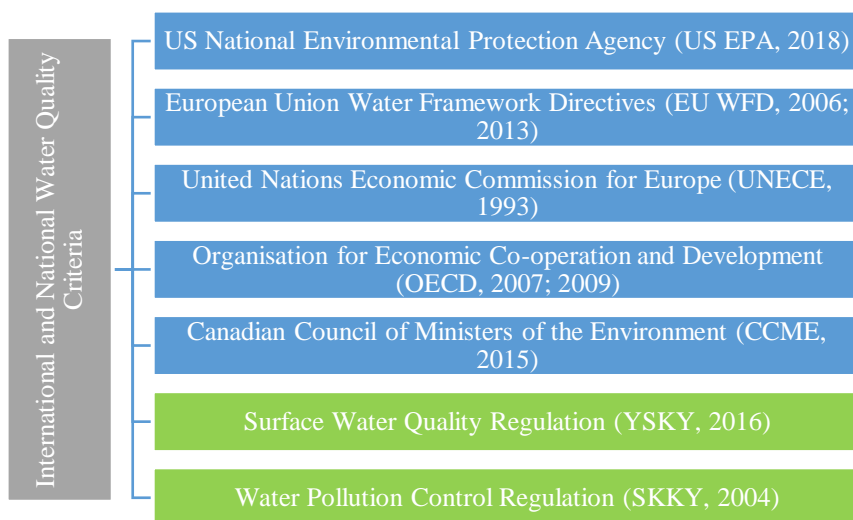 International and National Water Quality
Criteria
US National Environmental Protection Agency (US EPA, 2018)
European Union Water Framework Directives (EU WFD, 2006;
2013)
United Nations Economic Commission for Europe (UNECE,
1993)
Organisation for Economic Co-operation and Development
(OECD, 2007; 2009)
Canadian Council of Ministers of the Environment (CCME,
2015)
Surface Water Quality Regulation (YSKY, 2016)
Water Pollution Control Regulation (SKKY, 2004)